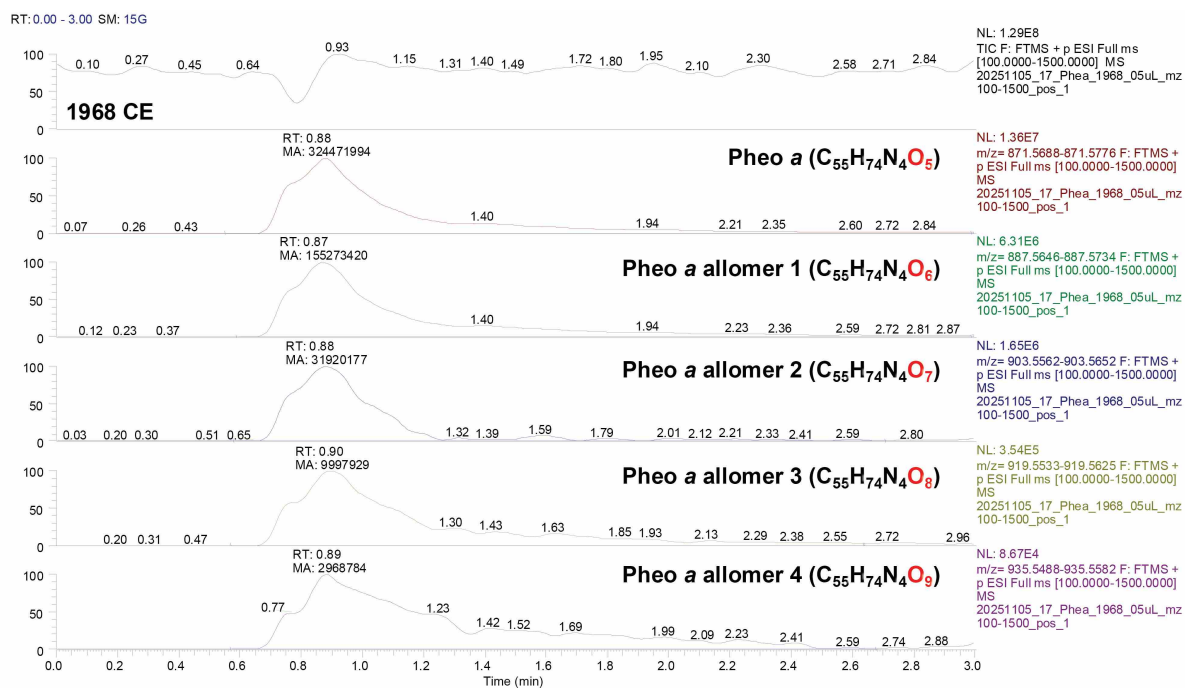 RT: 0.00 - 3.00 SM: 15G
NL: 1.29E8
TIC F: FTMS + p ESI Full ms
[100.0000-1500.0000] MS
20251105_17_Phea_1968_05uL_mz
100-1500_pos_1
100
50
0
0.10 0.27 0.45 0.64 0.93 1.15 1.31 1.40 1.49 1.72 1.80 1.95 2.10 2.30 2.58 2.71 2.84
1968 CE
RT: 0.88
MA: 324471994
Pheo a (C55H74N4O5)
100
50
0
0.07 0.26 0.43 1.40 1.94 2.21 2.35 2.60 2.72 2.84
NL: 1.36E7
m/z= 871.5688-871.5776 F: FTMS +
p ESI Full ms [100.0000-1500.0000]
MS
20251105_17_Phea_1968_05uL_mz
100-1500_pos_1
RT: 0.87
MA: 155273420
Pheo a allomer 1 (C55H74N4O6)
100
50
0
0.12 0.23 0.37 1.40 1.94 2.23 2.36 2.59 2.72 2.81 2.87
NL: 6.31E6
m/z= 887.5646-887.5734 F: FTMS +
p ESI Full ms [100.0000-1500.0000]
MS
20251105_17_Phea_1968_05uL_mz
100-1500_pos_1
RT: 0.88
MA: 31920177
Pheo a allomer 2 (C55H74N4O7)
100
50
0
0.03 0.20 0.30 0.51 0.65 1.32 1.39 1.59 1.79 2.01 2.12 2.21 2.33 2.41 2.59 2.80
NL: 1.65E6
m/z= 903.5562-903.5652 F: FTMS +
p ESI Full ms [100.0000-1500.0000]
MS
20251105_17_Phea_1968_05uL_mz
100-1500_pos_1
RT: 0.90
MA: 9997929
Pheo a allomer 3 (C55H74N4O8)
100
50
0
0.20 0.31 0.47 1.30 1.43 1.63 1.85 1.93 2.13 2.29 2.38 2.55 2.72 2.96
NL: 3.54E5
m/z= 919.5533-919.5625 F: FTMS +
p ESI Full ms [100.0000-1500.0000]
MS
20251105_17_Phea_1968_05uL_mz
100-1500_pos_1
RT: 0.89
MA: 2968784
Pheo a allomer 4 (C55H74N4O9)
100
50
0
0.77 1.23 1.42 1.52 1.69 1.99 2.09 2.23 2.41 2.59 2.74 2.88
NL: 8.67E4
m/z= 935.5488-935.5582 F: FTMS +
p ESI Full ms [100.0000-1500.0000]
MS
20251105_17_Phea_1968_05uL_mz
100-1500_pos_1
0.0 0.2 0.4 0.6 0.8 1.0 1.2 1.4 1.6 1.8 2.0 2.2 2.4 2.6 2.8 3.0
Time (min)